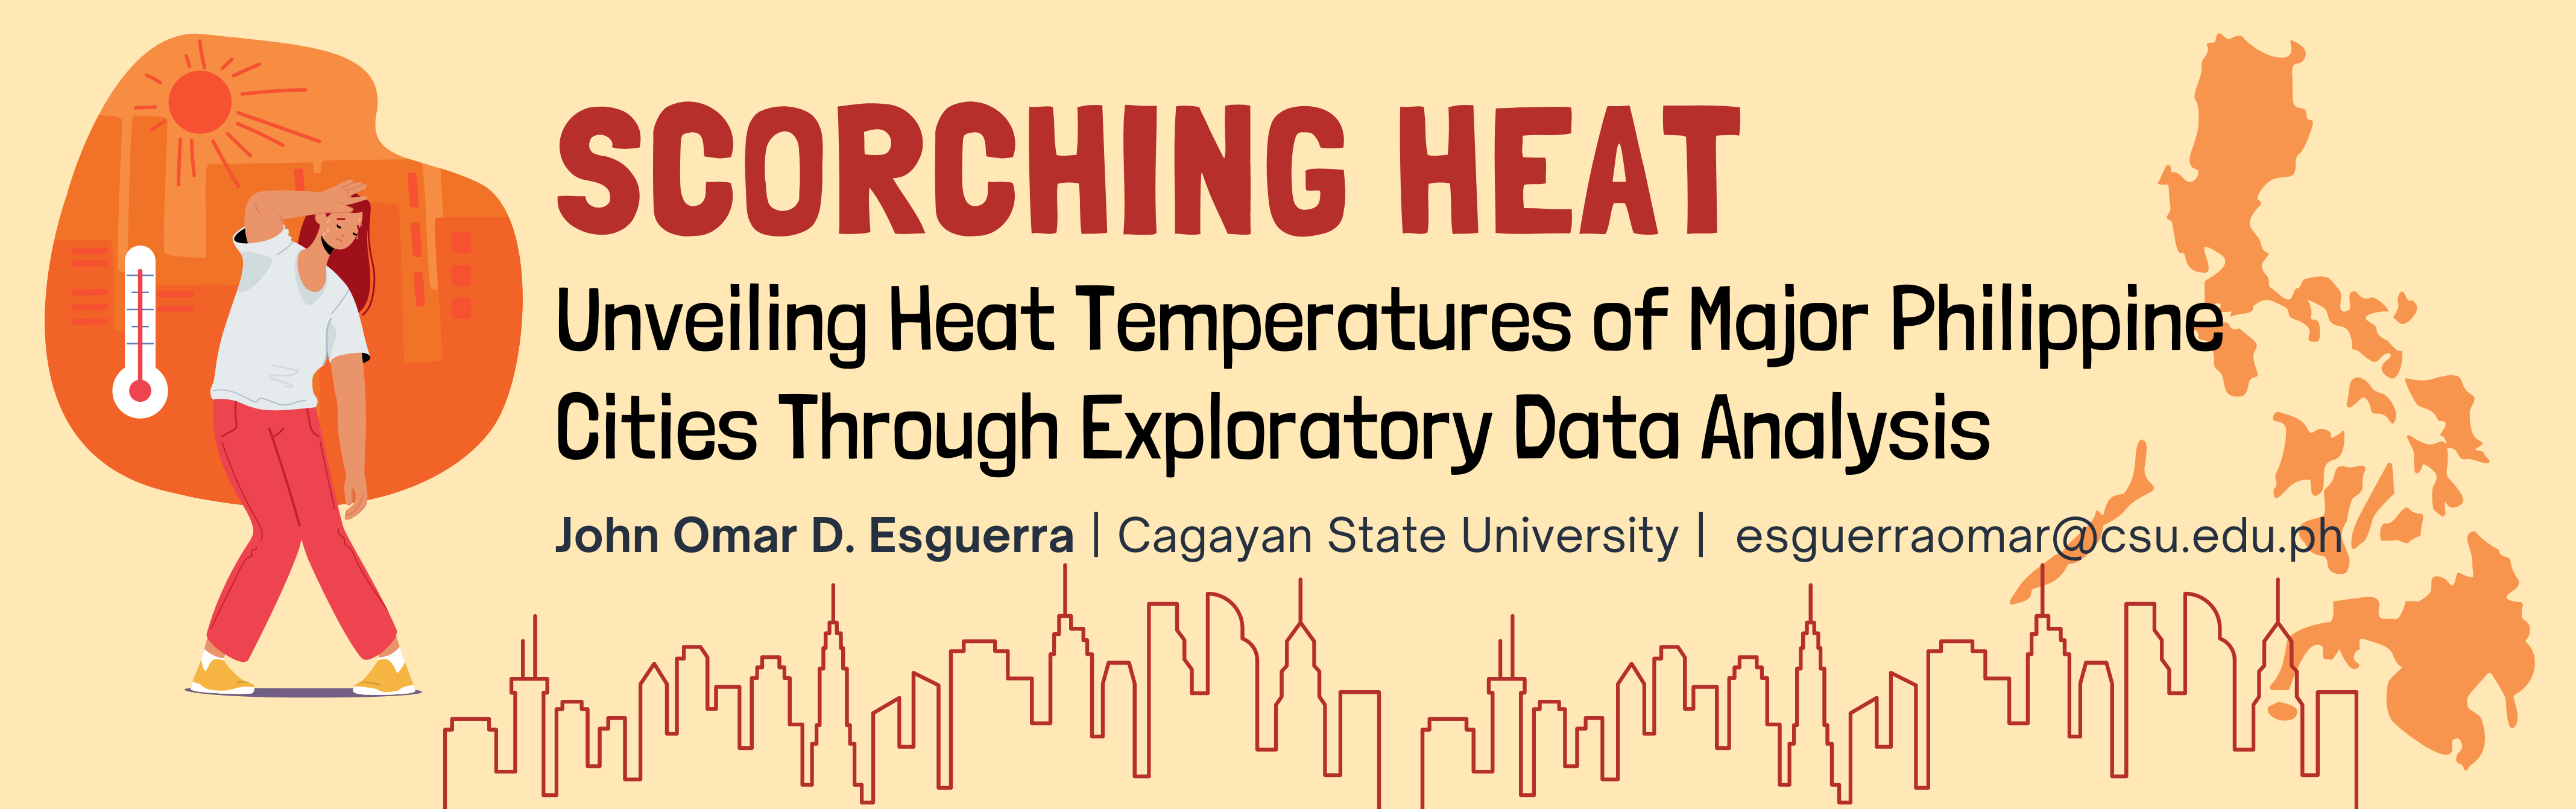 SCORCHING HEAT
Unveiling Heat Temperatures of Major Philippine
Cities Through Exploratory Data Analysis
John Omar D. Esguerra | Cagayan State University | esguerraomar@csu.edu.ph